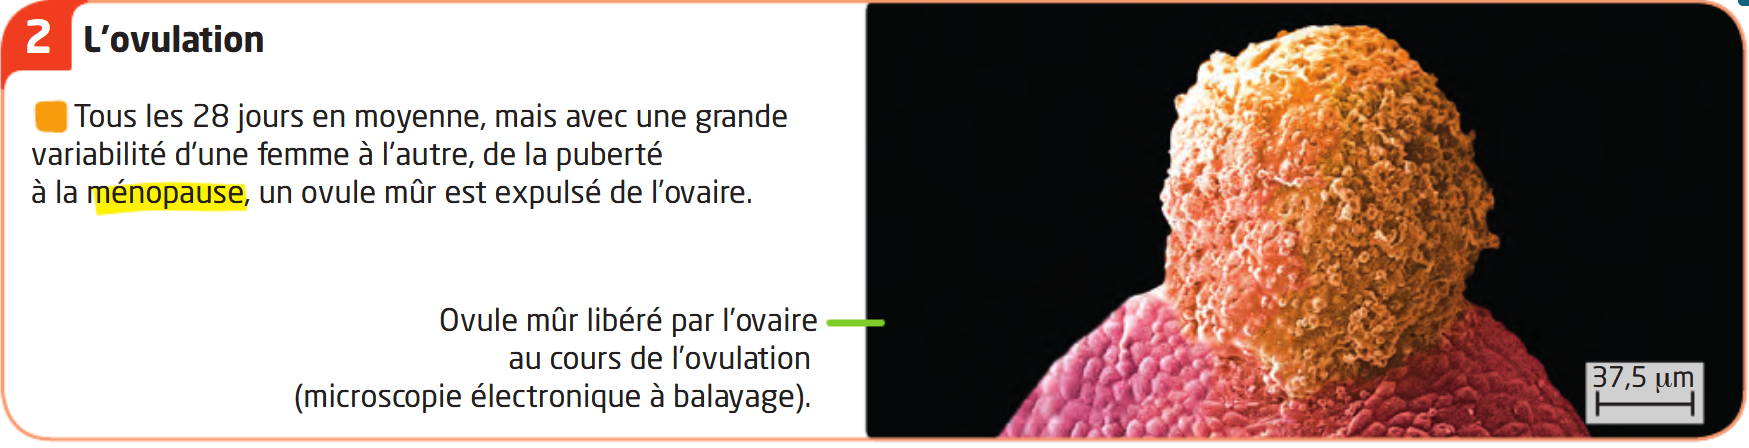 2 L'ovulation
Tous les 28 jours en moyenne, mais avec une grande
variabilité d'une femme à l'autre, de la puberté
à la ménopause, un ovule mûr est expulsé de l'ovaire.
Ovule mûr libéré par l'ovaire
au cours de l'ovulation
(microscopie électronique à balayage).
37,5 µm